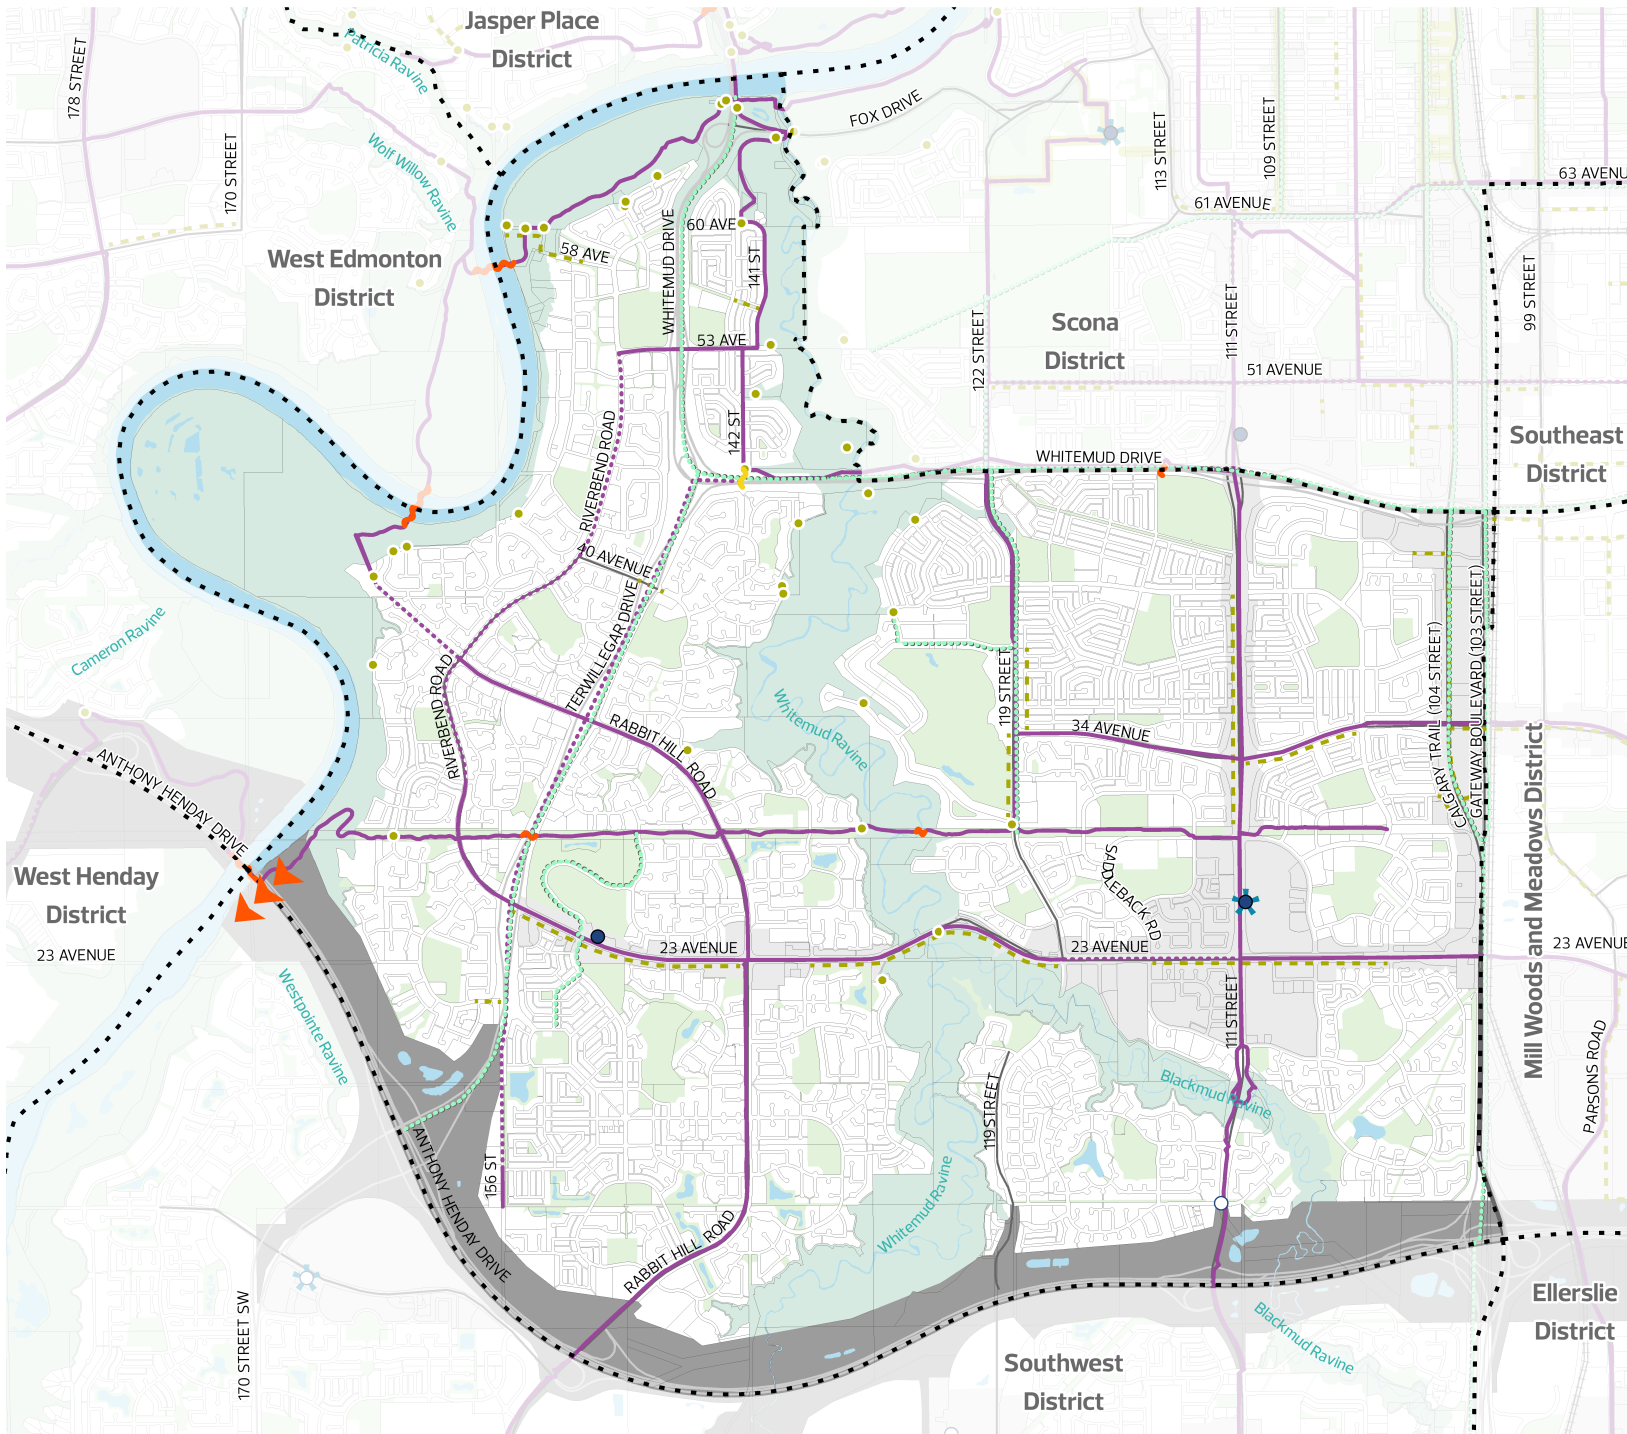 Jasper Place
District
178 STREET
Patricia Ravine
FOX DRIVE
113 STREET
109 STREET
170 STREET
Wolf Willow Ravine
63 AVENU
61 AVENUE
60 AVE
58 AVE
141 ST
WHITEMUD DRIVE
West Edmonton
District
111 STREET
99 STREET
Scona
District
122 STREET
53 AVE
51 AVENUE
142 ST
RIVERBEND ROAD
WHITEMUD DRIVE
Southeast
District
40 AVENUE
TERWILLEGAR DRIVE
Cameron Ravine
RIVERBEND ROAD
119 STREET
CALGARY TRAIL (104 STREET)
GATEWAY BOULEVARD (103 STREET)
Whitemud Ravine
RABBIT HILL ROAD
34 AVENUE
ANTHONY HENDAY DRIVE
Mill Woods and Meadows District
West Henday
District
SADDLEBACK RD
23 AVENUE
23 AVENUE
23 AVENUE
23 AVENUE
Westpointe Ravine
111 STREET
PARSONS ROAD
119 STREET
Blackmud Ravine
156 ST
ANTHONY HENDAY DRIVE
Whitemud Ravine
RABBIT HILL ROAD
170 STREET SW
Blackmud Ravine
Ellerslie
District
Southwest
District